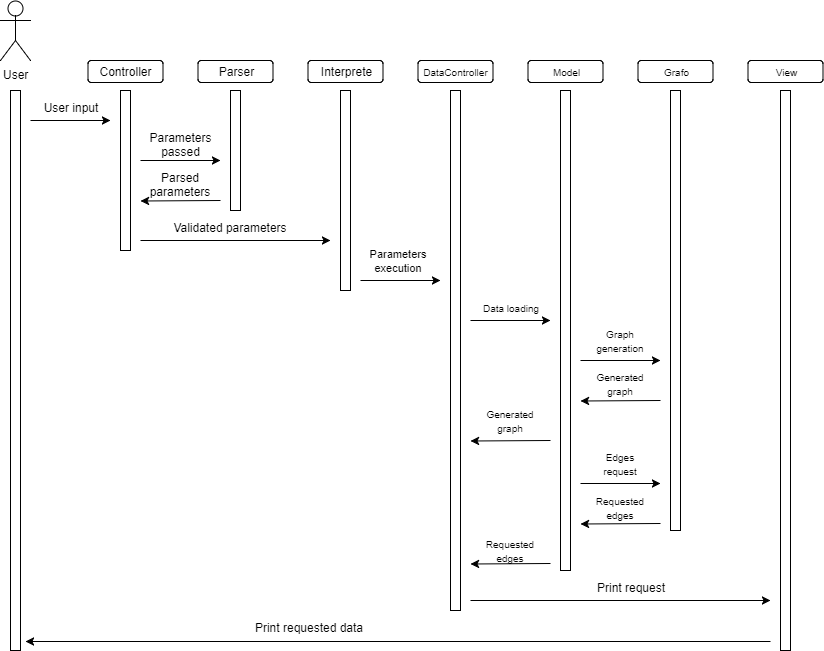 User
Controller
Parser
Interprete
DataController
Model
Grafo
View
User input
Parameters
passed
Parsed
parameters
Validated parameters
Parameters
execution
Data loading
Graph
generation
Generated
graph
Generated
graph
Edges
request
Requested
edges
Requested
edges
Print request
Print requested data